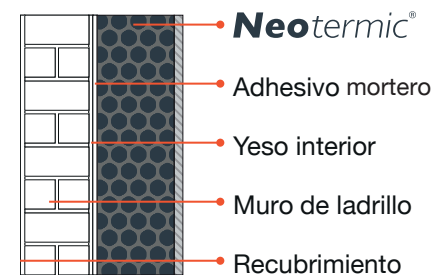 Neotermic®
Adhesivo mortero
Yeso interior
Muro de ladrillo
Recubrimiento